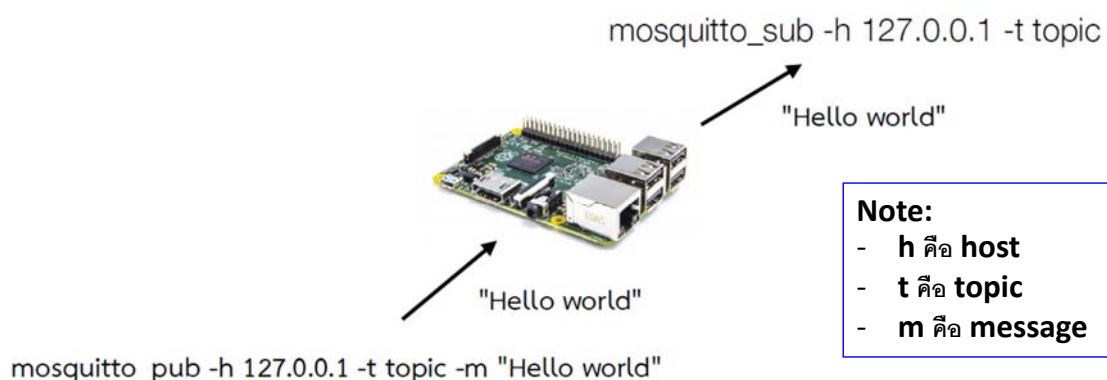 mosquitto_sub -h 127.0.0.1 -t topic
"Hello world"
Note:
- h คือ host
- t คือ topic
- m คือ message
"Hello world"
mosquitto_pub -h 127.0.0.1 -t topic -m "Hello world"